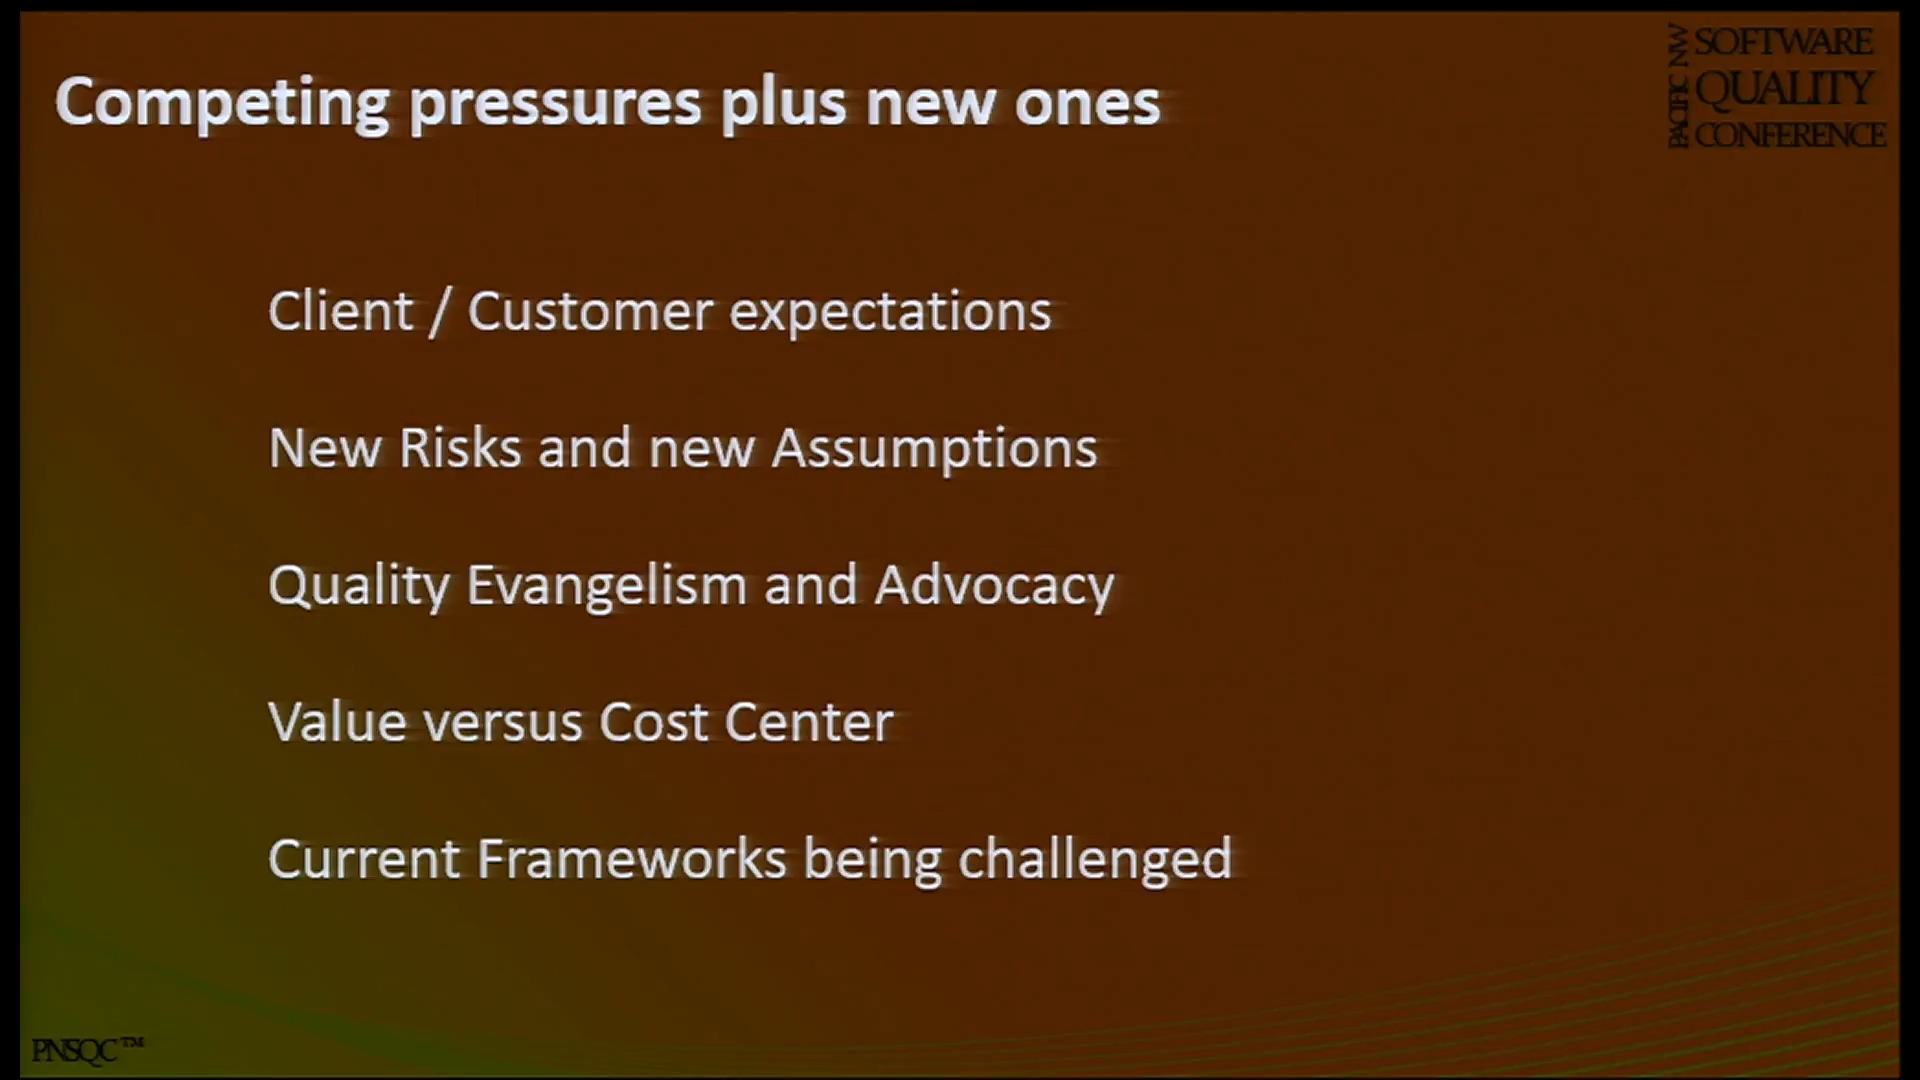 Competing pressures plus new ones
PACIFIC NW
SOFTWARE
QUALITY
CONFERENCE
Client / Customer expectations
New Risks and new Assumptions
Quality Evangelism and Advocacy
Value versus Cost Center
Current Frameworks being challenged
PNSQC™